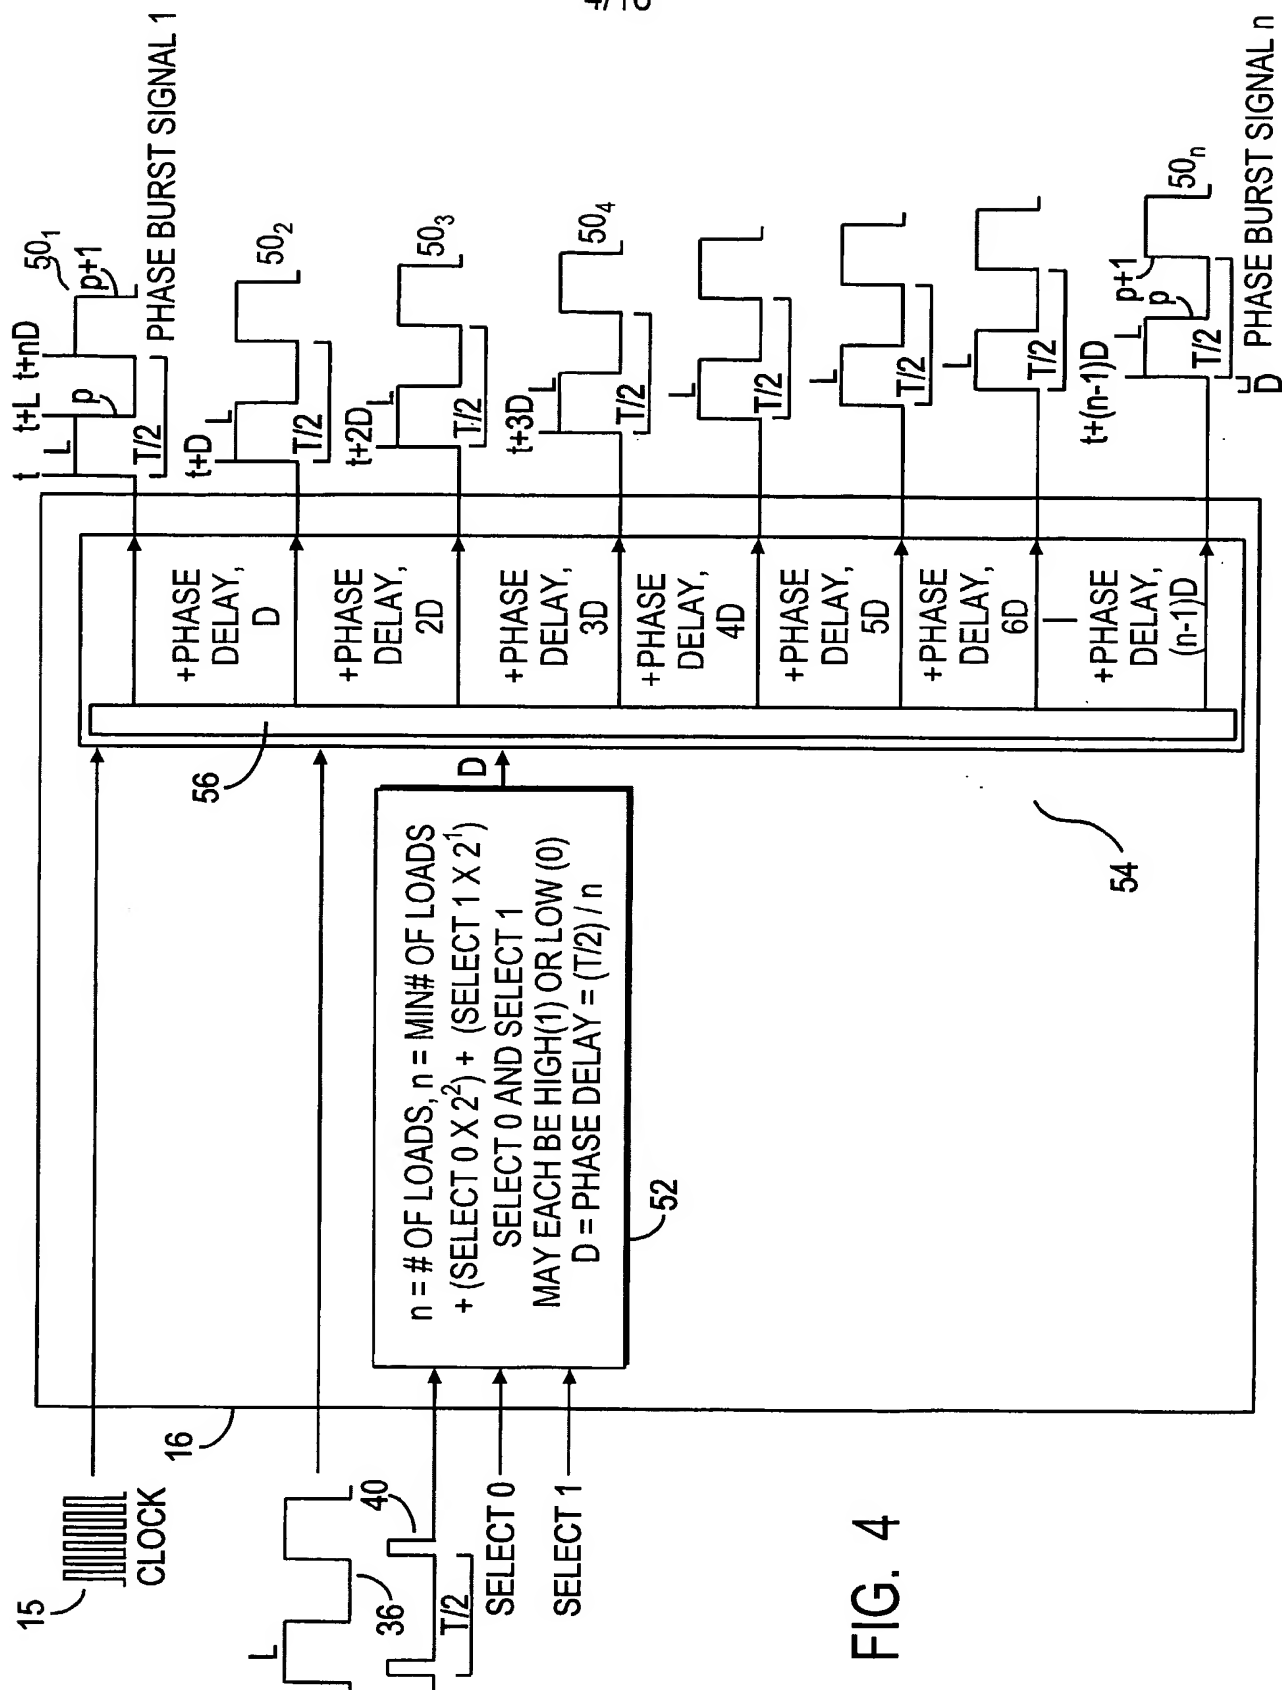 4/16
15
CLOCK
16
L
36
40
T/2
SELECT 0
SELECT 1
n = # OF LOADS, n = MIN# OF LOADS
+ (SELECT 0 X 2²) + (SELECT 1 X 2¹)
SELECT 0 AND SELECT 1
MAY EACH BE HIGH(1) OR LOW (0)
D = PHASE DELAY = (T/2) / n
52
D
56
54
+PHASE
DELAY,
D
+PHASE
DELAY,
2D
+PHASE
DELAY,
3D
+PHASE
DELAY,
4D
+PHASE
DELAY,
5D
+PHASE
DELAY,
6D
+PHASE
DELAY,
(n-1)D
t
t+L
t+nD
L
p
p+1
50₁
T/2
PHASE BURST SIGNAL 1
t+D
L
T/2
50₂
t+2D
L
T/2
50₃
t+3D
L
T/2
50₄
L
T/2
L
T/2
L
T/2
t+(n-1)D
L
p
p+1
T/2
50ₙ
D
PHASE BURST SIGNAL n
FIG. 4